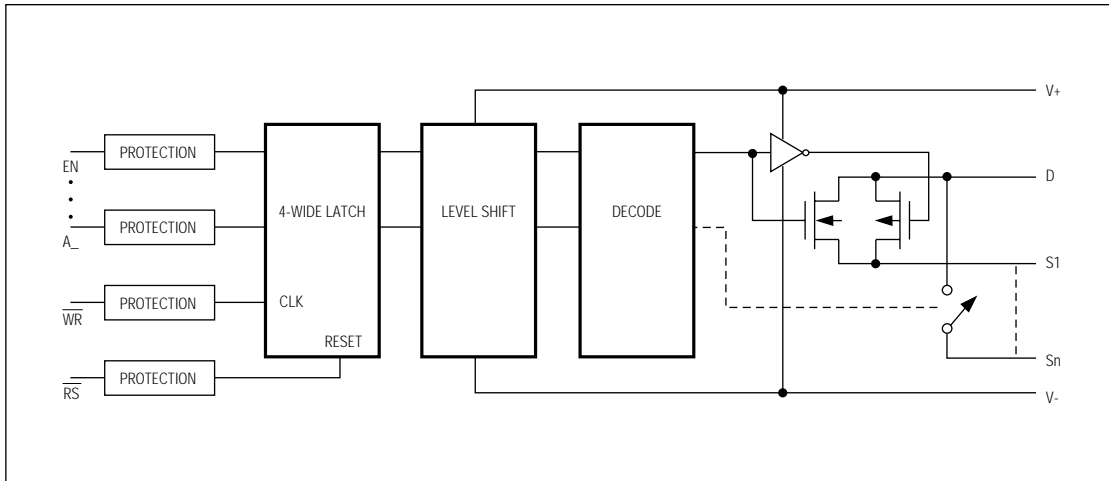 EN
PROTECTION
A_
PROTECTION
WR
PROTECTION
RS
PROTECTION
4-WIDE LATCH
CLK
RESET
LEVEL SHIFT
DECODE
V+
D
S1
Sn
V-